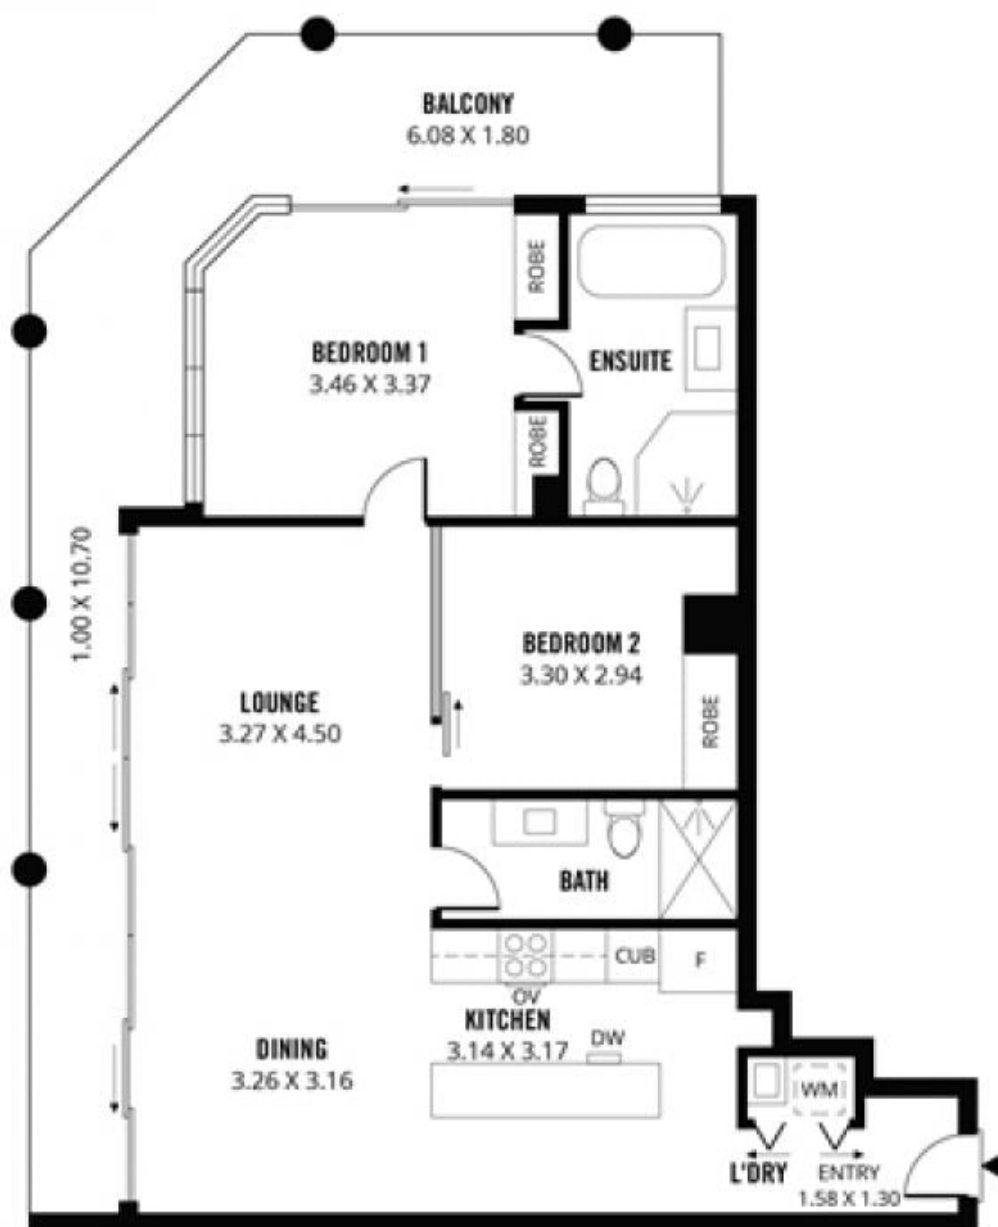 BALCONY
6.08 X 1.80
ROBE
BEDROOM 1
3.46 X 3.37
ENSUITE
ROBE
1.00 X 10.70
BEDROOM 2
3.30 X 2.94
LOUNGE
3.27 X 4.50
ROBE
BATH
CUB
F
OV
KITCHEN
3.14 X 3.17
DW
DINING
3.26 X 3.16
WM
L'DRY
ENTRY
1.58 X 1.30